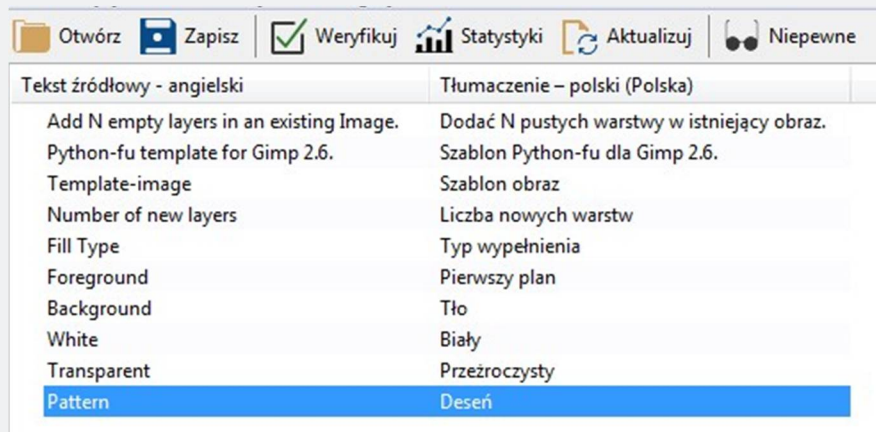 Otwórz Zapisz Weryfikuj Statystyki Aktualizuj Niepewne
Tekst źródłowy - angielski Tłumaczenie – polski (Polska)
Add N empty layers in an existing Image. Dodać N pustych warstwy w istniejący obraz.
Python-fu template for Gimp 2.6. Szablon Python-fu dla Gimp 2.6.
Template-image Szablon obraz
Number of new layers Liczba nowych warstw
Fill Type Typ wypełnienia
Foreground Pierwszy plan
Background Tło
White Biały
Transparent Przeźroczysty
Pattern Deseń